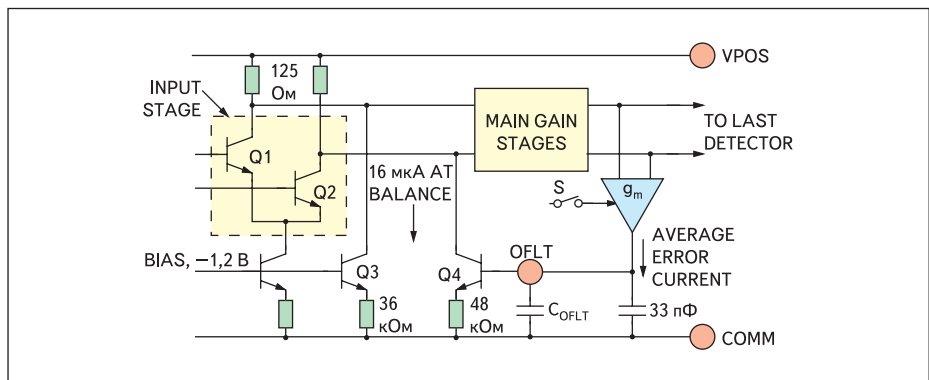 VPOS
125
Ом
INPUT
STAGE
MAIN GAIN
STAGES
TO LAST
DETECTOR
Q1
Q2
16 мкА AT
BALANCE
S
gm
BIAS, −1,2 В
Q3
Q4
OFLT
AVERAGE
ERROR
CURRENT
36
кОм
48
кОм
COFLT
33 пФ
COMM